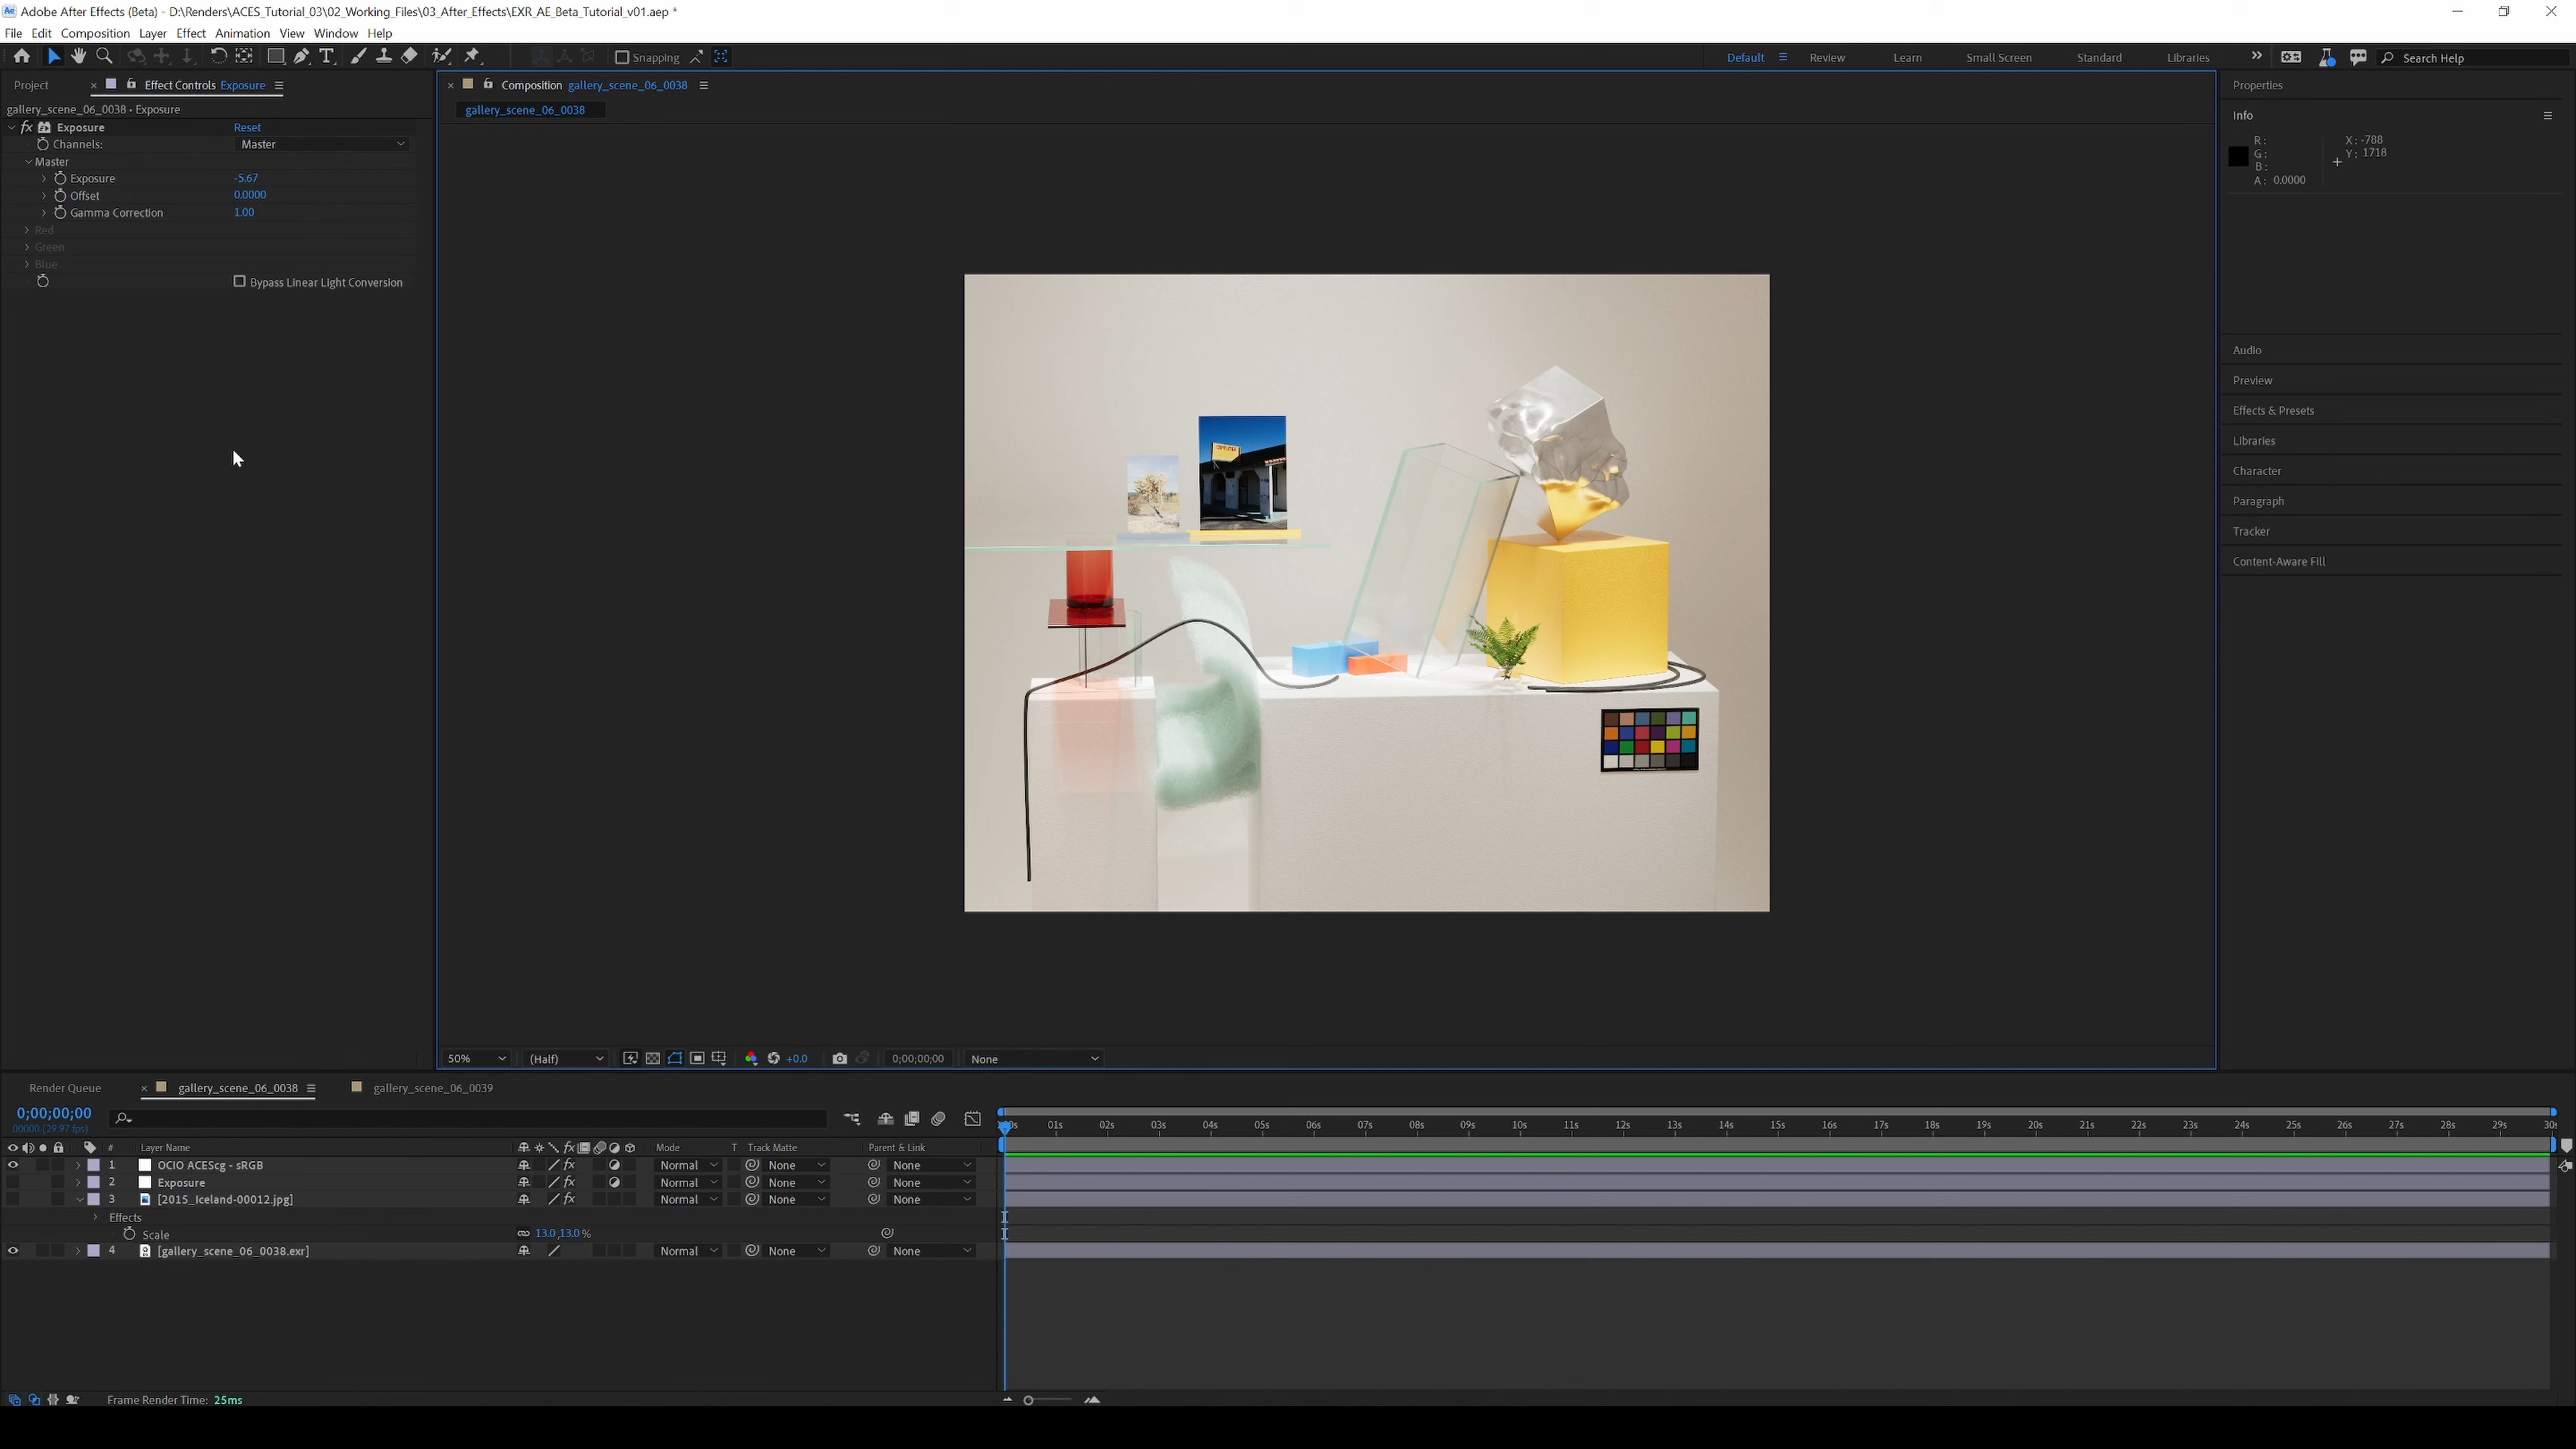 Adobe After Effects (Beta) - D:\Renders\ACES_Tutorial_03\02_Working_Files\03_After_Effects\EXR_AE_Beta_Tutorial_v01.aep *
File Edit Composition Layer Effect Animation View Window Help
Snapping
Default Review Learn Small Screen Standard Libraries
Search Help
Project Effect Controls Exposure
gallery_scene_06_0038 • Exposure
fx Exposure Reset
Channels: Master
Master
Exposure -5.67
Offset 0.0000
Gamma Correction 1.00
Red
Green
Blue
Bypass Linear Light Conversion
Composition gallery_scene_06_0038
gallery_scene_06_0038
50% (Half) +0.0 0;00;00;00 None
Properties
Info
R: X: -788
G: Y: 1718
B:
A: 0.0000
Audio
Preview
Effects & Presets
Libraries
Character
Paragraph
Tracker
Content-Aware Fill
Render Queue gallery_scene_06_0038 gallery_scene_06_0039
0;00;00;00
00000 (29.97 fps)
01s 02s 03s 04s 05s 06s 07s 08s 09s 10s 11s 12s 13s 14s 15s 16s 17s 18s 19s 20s 21s 22s 23s 24s 25s 26s 27s 28s 29s
# Layer Name fx Mode T Track Matte Parent & Link
1 OCIO ACEScg - sRGB fx Normal None None
2 Exposure fx Normal None None
3 [2015_Iceland-00012.jpg] fx Normal None None
Effects
Scale 13.0,13.0%
4 [gallery_scene_06_0038.exr] Normal None None
Frame Render Time: 25ms